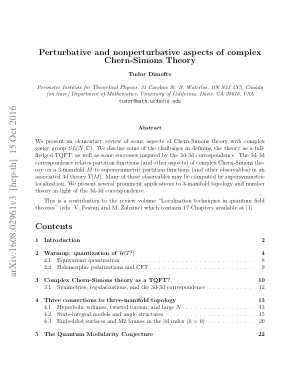 Perturbative and nonperturbative aspects of complex
Chern-Simons Theory
Tudor Dimofte
Perimeter Institute for Theoretical Physics, 31 Caroline St. N, Waterloo, ON N2J 2Y5, Canada
(on leave) Department of Mathematics, University of California, Davis, CA 95616, USA
tudor@math.ucdavis.edu
Abstract
We present an elementary review of some aspects of Chern-Simons theory with complex
gauge group SL(N, C). We discuss some of the challenges in defining the theory as a full-
fledged TQFT, as well as some successes inspired by the 3d-3d correspondence. The 3d-3d
correspondence relates partition functions (and other aspects) of complex Chern-Simons the-
ory on a 3-manifold M to supersymmetric partition functions (and other observables) in an
associated 3d theory T[M]. Many of these observables may be computed by supersymmetric
localization. We present several prominent applications to 3-manifold topology and number
theory in light of the 3d-3d correspondence.
This is a contribution to the review volume “Localization techniques in quantum field
theories” (eds. V. Pestun and M. Zabzine) which contains 17 Chapters available at [1]
Contents
1 Introduction 2
2 Warmup: quantization of H(T²) 4
2.1 Equivariant quantization . . . 8
2.2 Holomorphic polarizations and CFT . . . 9
3 Complex Chern-Simons theory as a TQFT? 10
3.1 Symmetries, regularizations, and the 3d-3d correspondence . . . 12
4 Three connections to three-manifold topology 13
4.1 Hyperbolic volumes, twisted torsion, and large N . . . 13
4.2 State-integral models and angle structures . . . 15
4.3 Embedded surfaces and M2 branes in the 3d index (k = 0) . . . 20
5 The Quantum Modularity Conjecture 22
arXiv:1608.02961v3 [hep-th] 15 Oct 2016